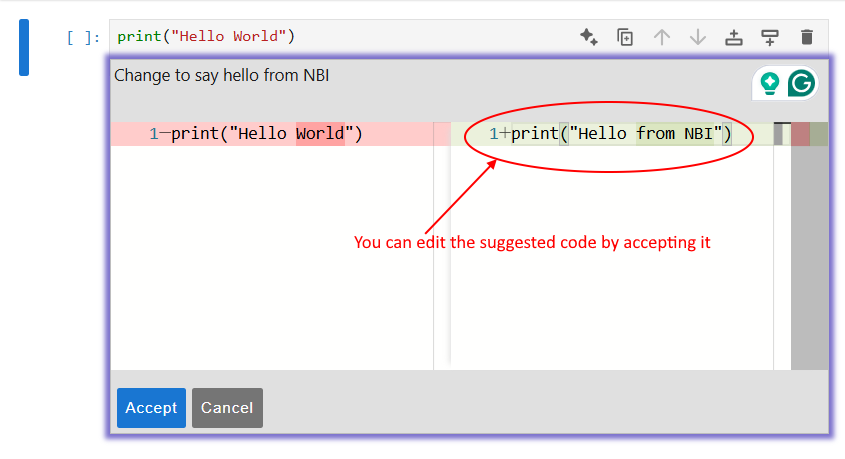 [ ]: print("Hello World")
Change to say hello from NBI
1−print("Hello World") 1+print("Hello from NBI")
You can edit the suggested code by accepting it
Accept Cancel